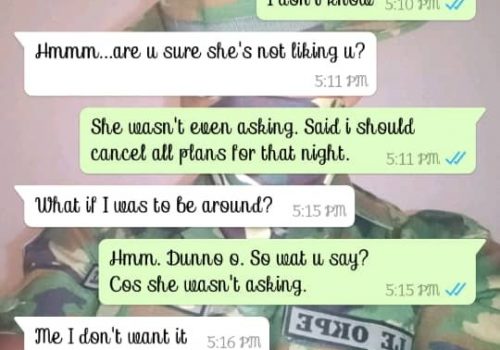 I don't know 5:10 PM
Hmmm...are u sure she's not liking u?
5:11 PM
She wasn't even asking. Said i should
cancel all plans for that night.
5:11 PM
What if I was to be around? 5:15 PM
Hmm. Dunno o. So wat u say?
Cos she wasn't asking.
5:15 PM
LE OKPE
Me I don't want it 5:16 PM